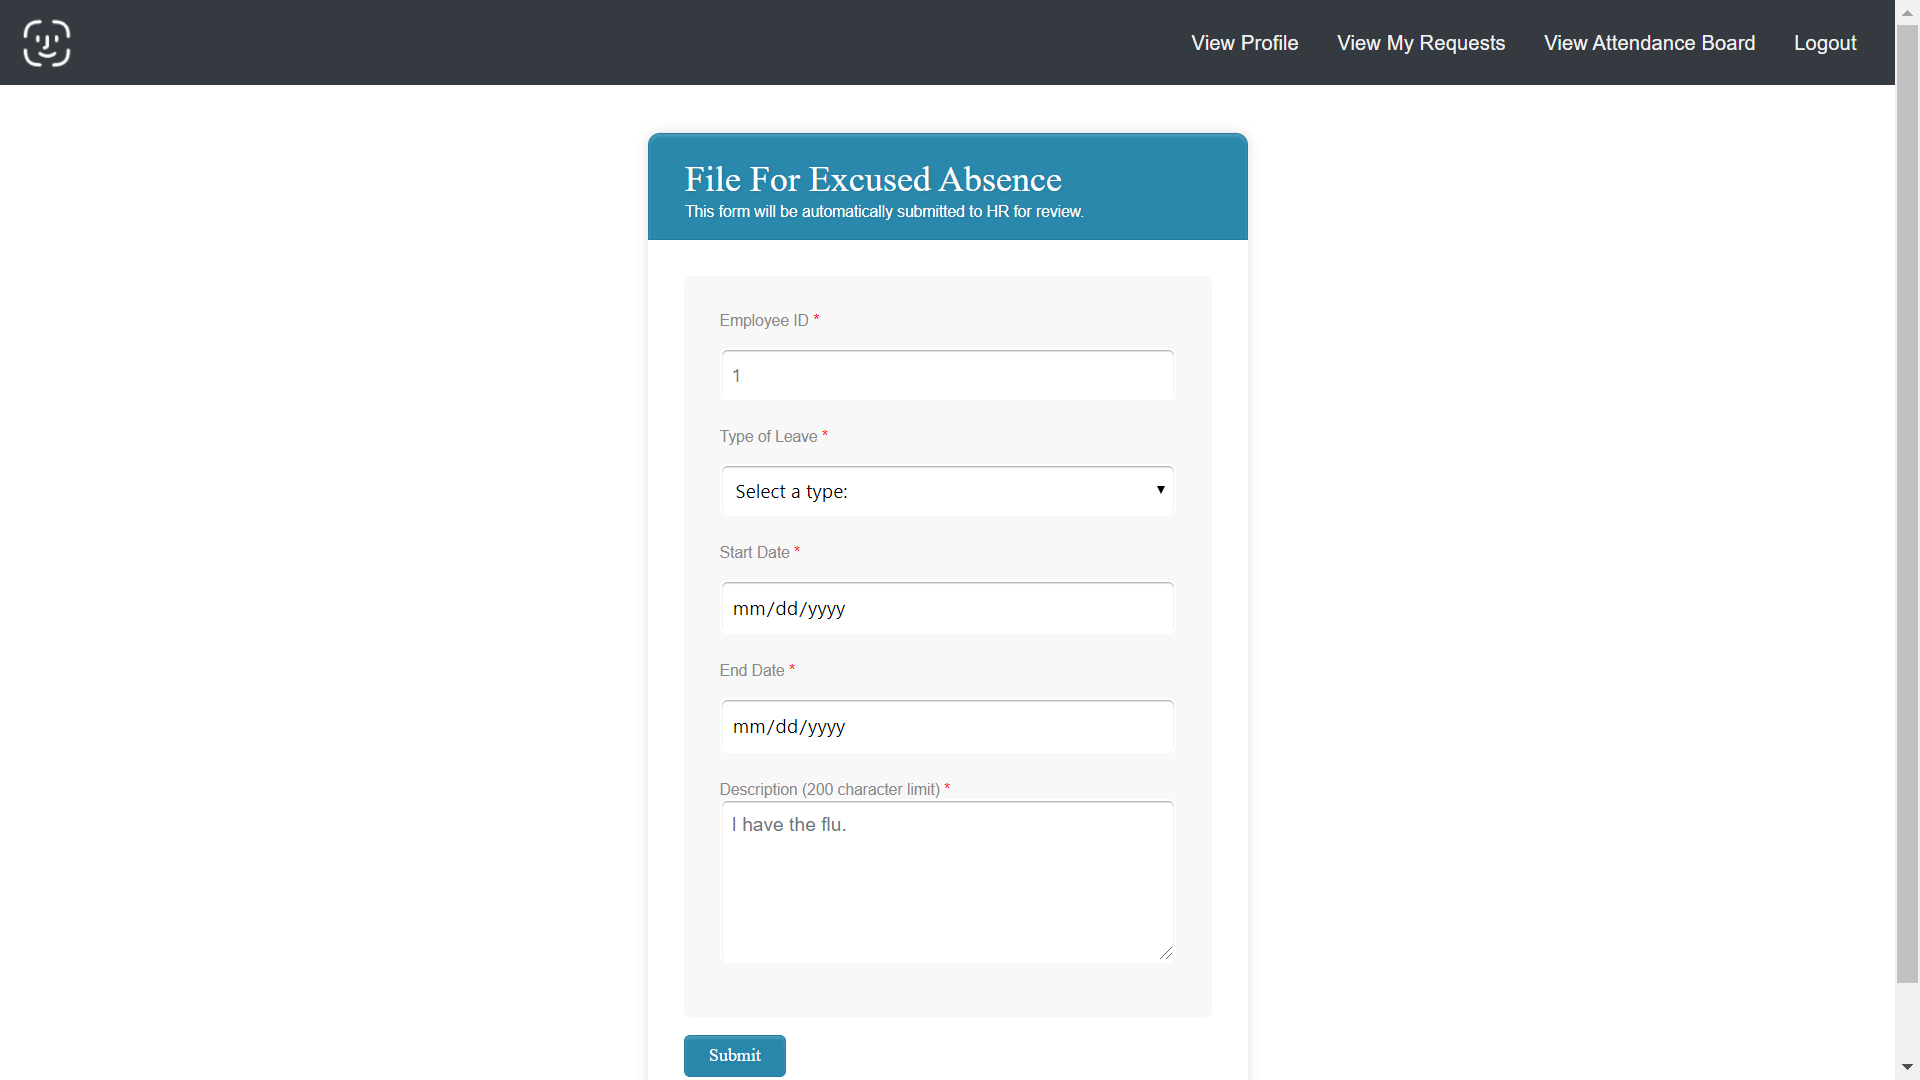 View Profile
View My Requests
View Attendance Board
Logout
File For Excused Absence
This form will be automatically submitted to HR for review.
Employee ID *
1
Type of Leave *
Select a type:
Start Date *
mm/dd/yyyy
End Date *
mm/dd/yyyy
Description (200 character limit) *
I have the flu.
Submit